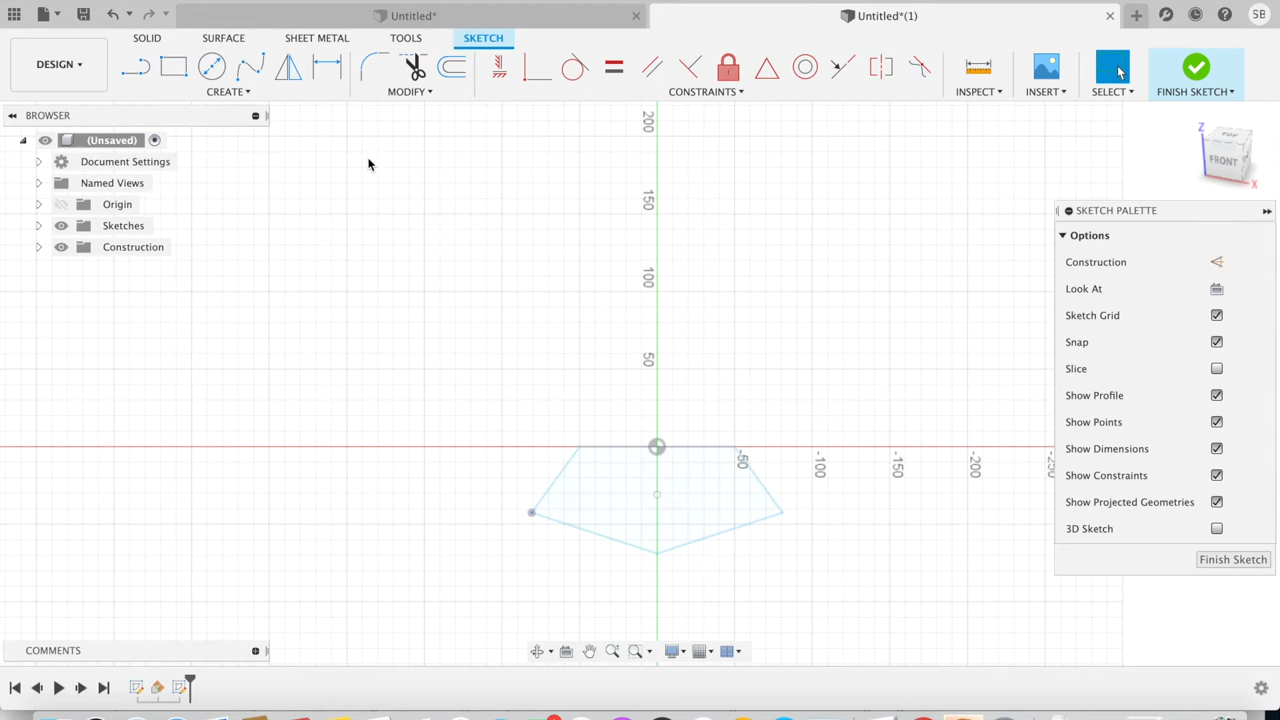 Untitled*
Untitled*(1)
SB
SOLID
SURFACE
SHEET METAL
TOOLS
SKETCH
DESIGN
CREATE
MODIFY
CONSTRAINTS
INSPECT
INSERT
SELECT
FINISH SKETCH
BROWSER
(Unsaved)
Document Settings
Named Views
Origin
Sketches
Construction
200
150
100
50
-50
-100
-150
-200
Z
FRONT
X
SKETCH PALETTE
Options
Construction
Look At
Sketch Grid
Snap
Slice
Show Profile
Show Points
Show Dimensions
Show Constraints
Show Projected Geometries
3D Sketch
Finish Sketch
COMMENTS